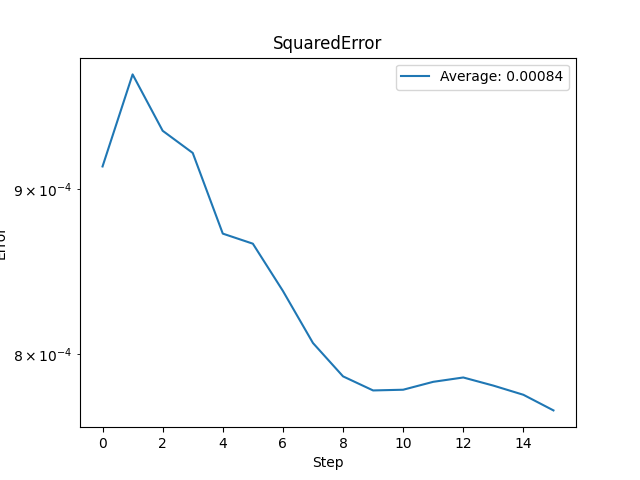 SquaredError
Average: 0.00084
9 × 10⁻⁴
8 × 10⁻⁴
Error
0 2 4 6 8 10 12 14
Step